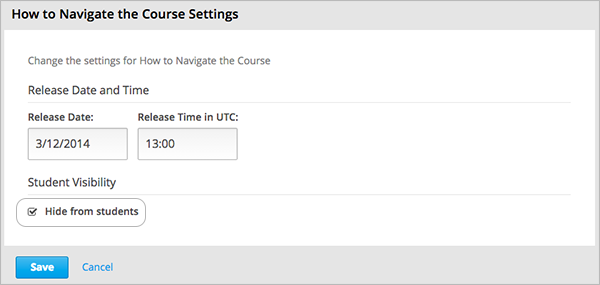 How to Navigate the Course Settings
Change the settings for How to Navigate the Course
Release Date and Time
Release Date: Release Time in UTC:
3/12/2014 13:00
Student Visibility
Hide from students
Save Cancel